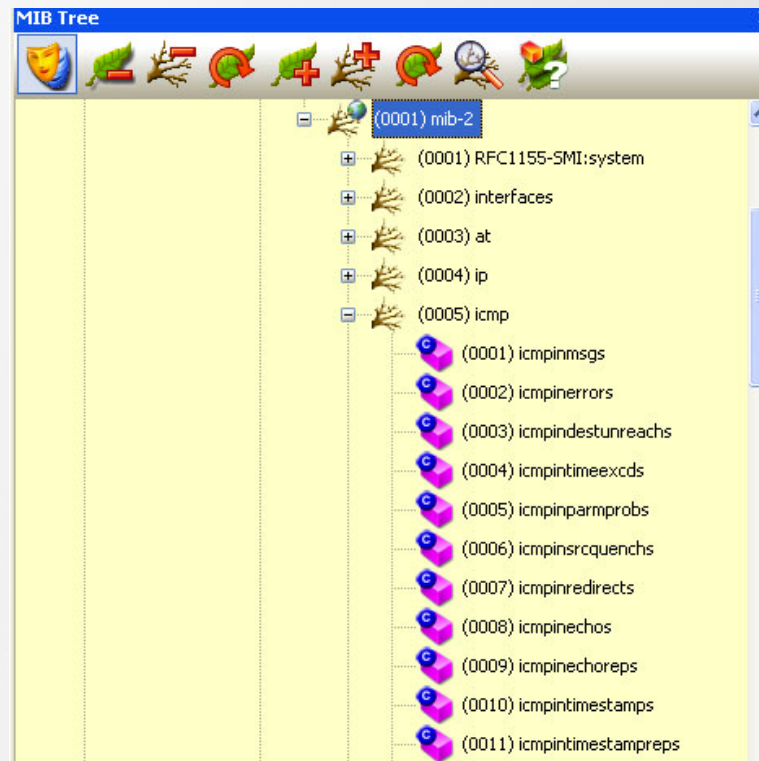 MIB Tree
(0001) mib-2
(0001) RFC1155-SMI:system
(0002) interfaces
(0003) at
(0004) ip
(0005) icmp
(0001) icmpinmsgs
(0002) icmpinerrors
(0003) icmpindestunreachs
(0004) icmpintimeexcds
(0005) icmpinparmprobs
(0006) icmpinsrcquenchs
(0007) icmpinredirects
(0008) icmpinechos
(0009) icmpinechoreps
(0010) icmpintimestamps
(0011) icmpintimestampreps